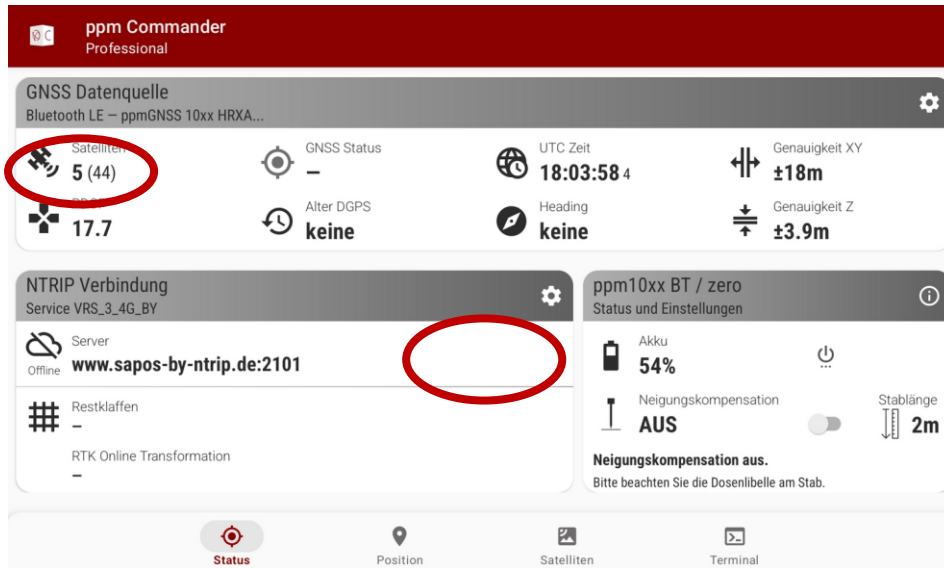 ppm Commander
Professional
GNSS Datenquelle
Bluetooth LE – ppmGNSS 10xx HRXA...
Satelliten
5 (44)
GNSS Status
–
UTC Zeit
18:03:58 4
Genauigkeit XY
±18m
PDOP
17.7
Alter DGPS
keine
Heading
keine
Genauigkeit Z
±3.9m
NTRIP Verbindung
Service VRS_3_4G_BY
Offline
Server
www.sapos-by-ntrip.de:2101
Restklaffen
–
RTK Online Transformation
–
ppm10xx BT / zero
Status und Einstellungen
Akku
54%
Neigungskompensation
AUS
Stablänge
2m
Neigungskompensation aus.
Bitte beachten Sie die Dosenlibelle am Stab.
Status
Position
Satelliten
Terminal